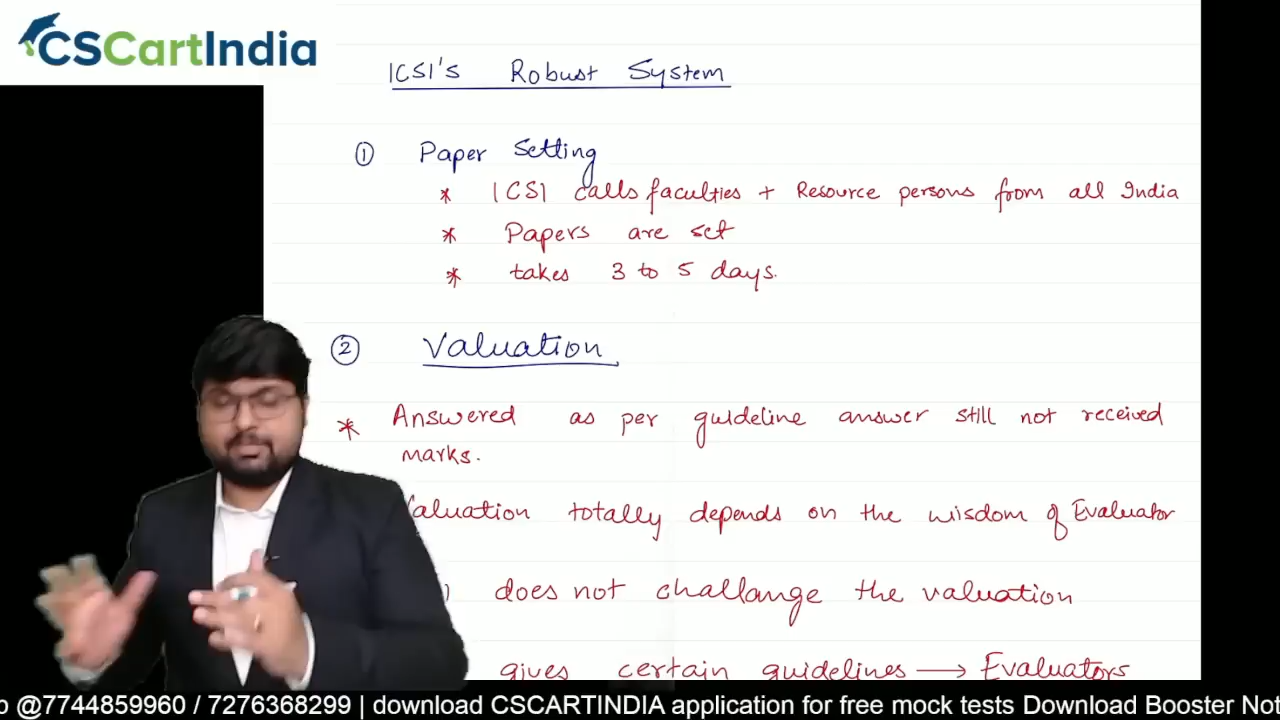 CSCartIndia
ICSI's Robust System
① Paper Setting
* ICSI calls faculties + Resource persons from all India
* Papers are set
* takes 3 to 5 days.
② Valuation
* Answered as per guideline answer still not received
marks.
Valuation totally depends on the wisdom of Evaluator
does not challange the valuation
gives certain guidelines → Evaluators
@7744859960 / 7276368299 | download CSCARTINDIA application for free mock tests Download Booster